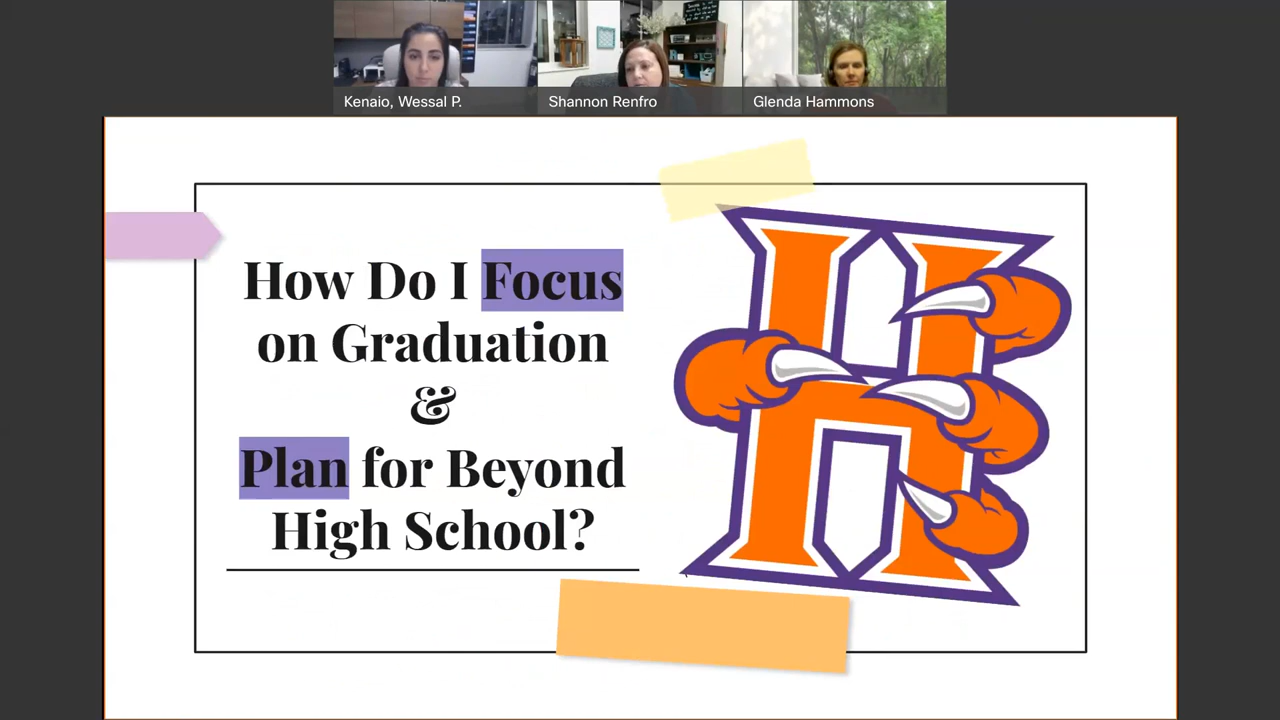 Kenaio, Wessal P.
Shannon Renfro
Glenda Hammons
How Do I Focus
on Graduation
&
Plan for Beyond
High School?
H